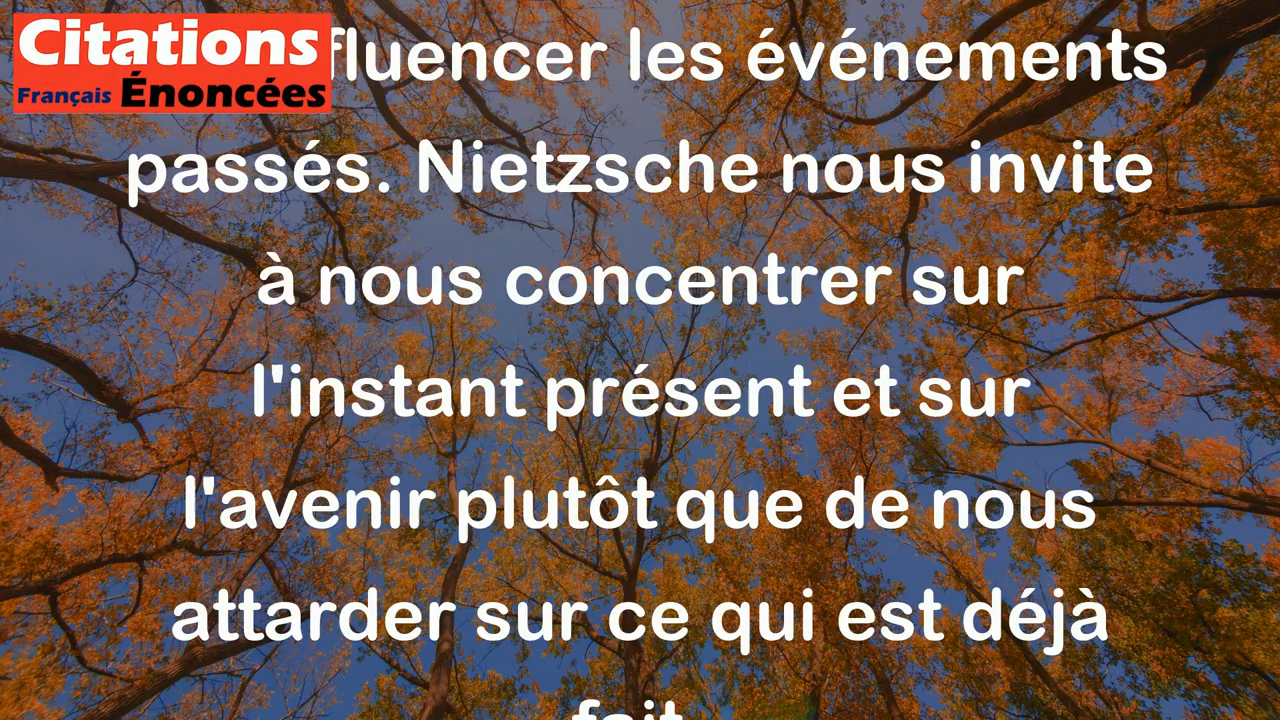 Citations
Français Énoncées
fluencer les événements
passés. Nietzsche nous invite
à nous concentrer sur
l'instant présent et sur
l'avenir plutôt que de nous
attarder sur ce qui est déjà
fait.